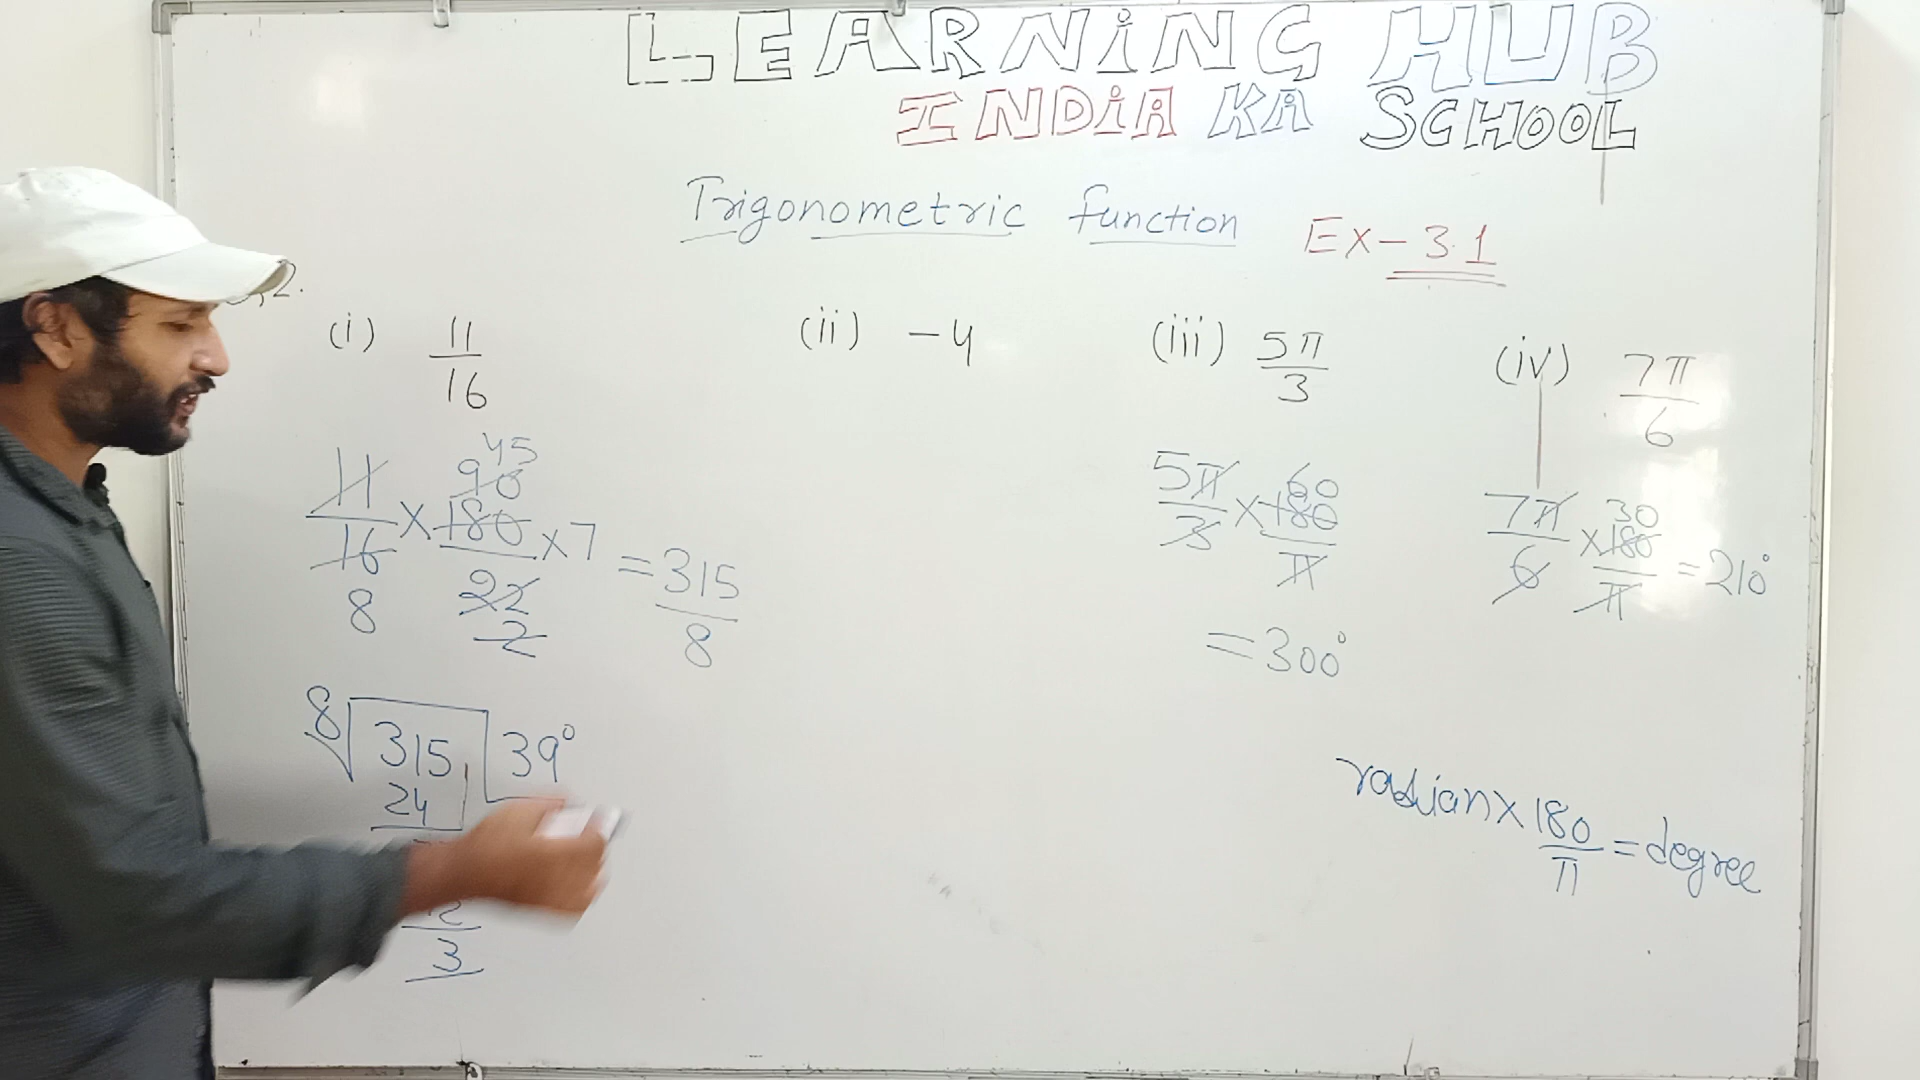 LEARNING HUB
INDIA KA SCHOOL
Trigonometric function Ex-3.1
2.
(i) 11/16
(ii) -4
(iii) 5π/3
(iv) 7π/6
45
90
11/16 × 180/22 × 7 = 315/8
8 2
60
5π/3 × 180/π
= 300°
30
7π/6 × 180/π = 210°
8 315 39°
24
2
3
radian × 180/π = degree